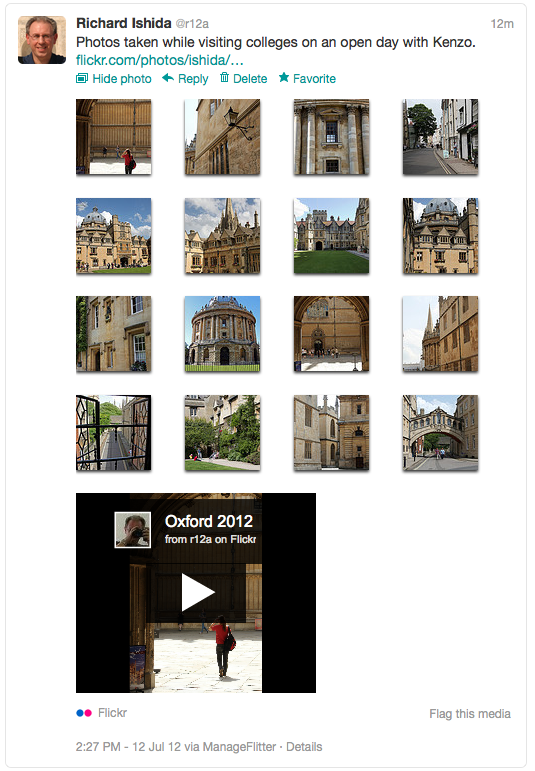 Richard Ishida @r12a 12m
Photos taken while visiting colleges on an open day with Kenzo.
flickr.com/photos/ishida/…
Hide photo Reply Delete Favorite
Oxford 2012
from r12a on Flickr
Flickr Flag this media
2:27 PM - 12 Jul 12 via ManageFlitter · Details